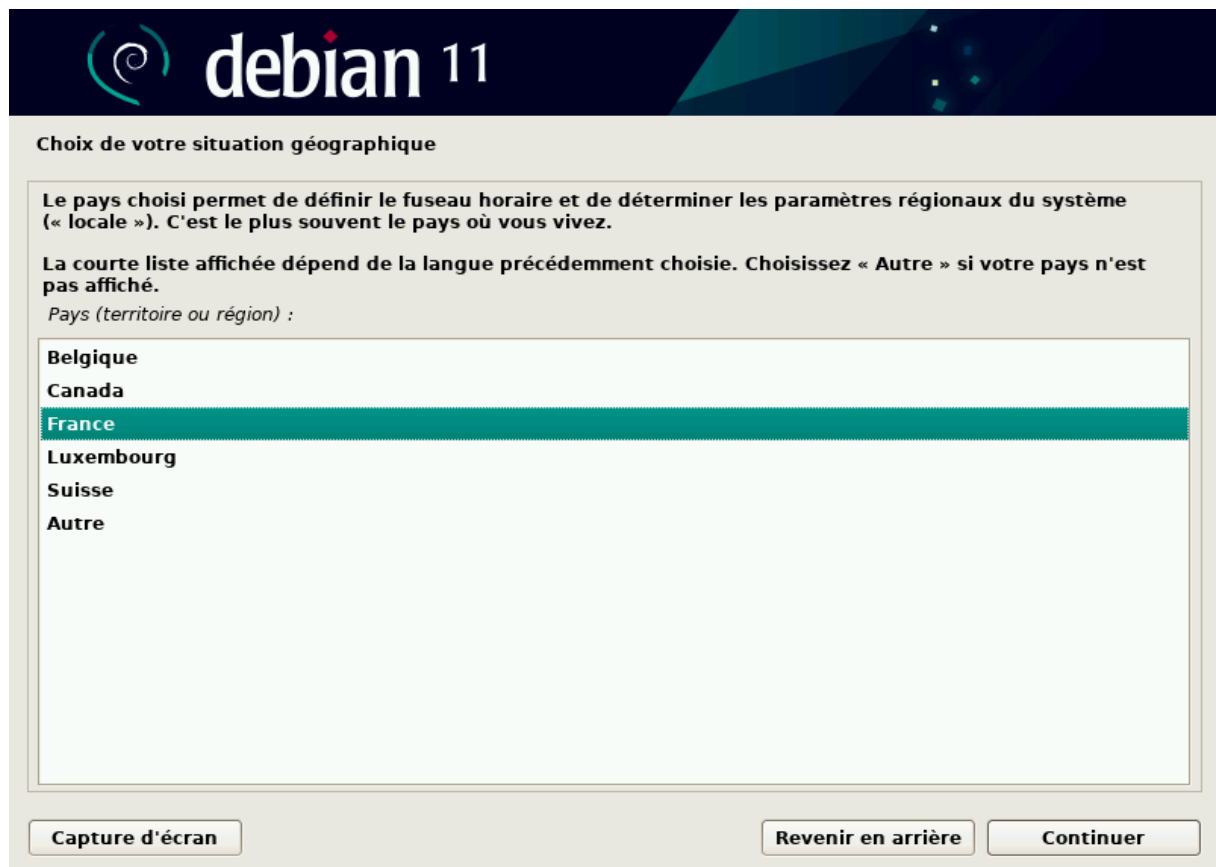 debian 11
Choix de votre situation géographique
Le pays choisi permet de définir le fuseau horaire et de déterminer les paramètres régionaux du système
(« locale »). C'est le plus souvent le pays où vous vivez.
La courte liste affichée dépend de la langue précédemment choisie. Choisissez « Autre » si votre pays n'est
pas affiché.
Pays (territoire ou région) :
Belgique
Canada
France
Luxembourg
Suisse
Autre
Capture d'écran
Revenir en arrière
Continuer